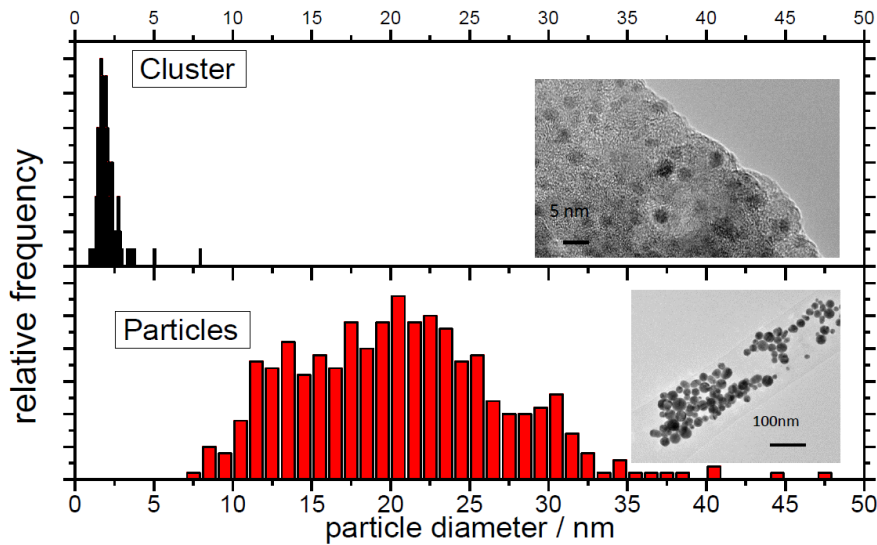 0 5 10 15 20 25 30 35 40 45 50
Cluster
5 nm
relative frequency
Particles
100nm
0 5 10 15 20 25 30 35 40 45 50
particle diameter / nm